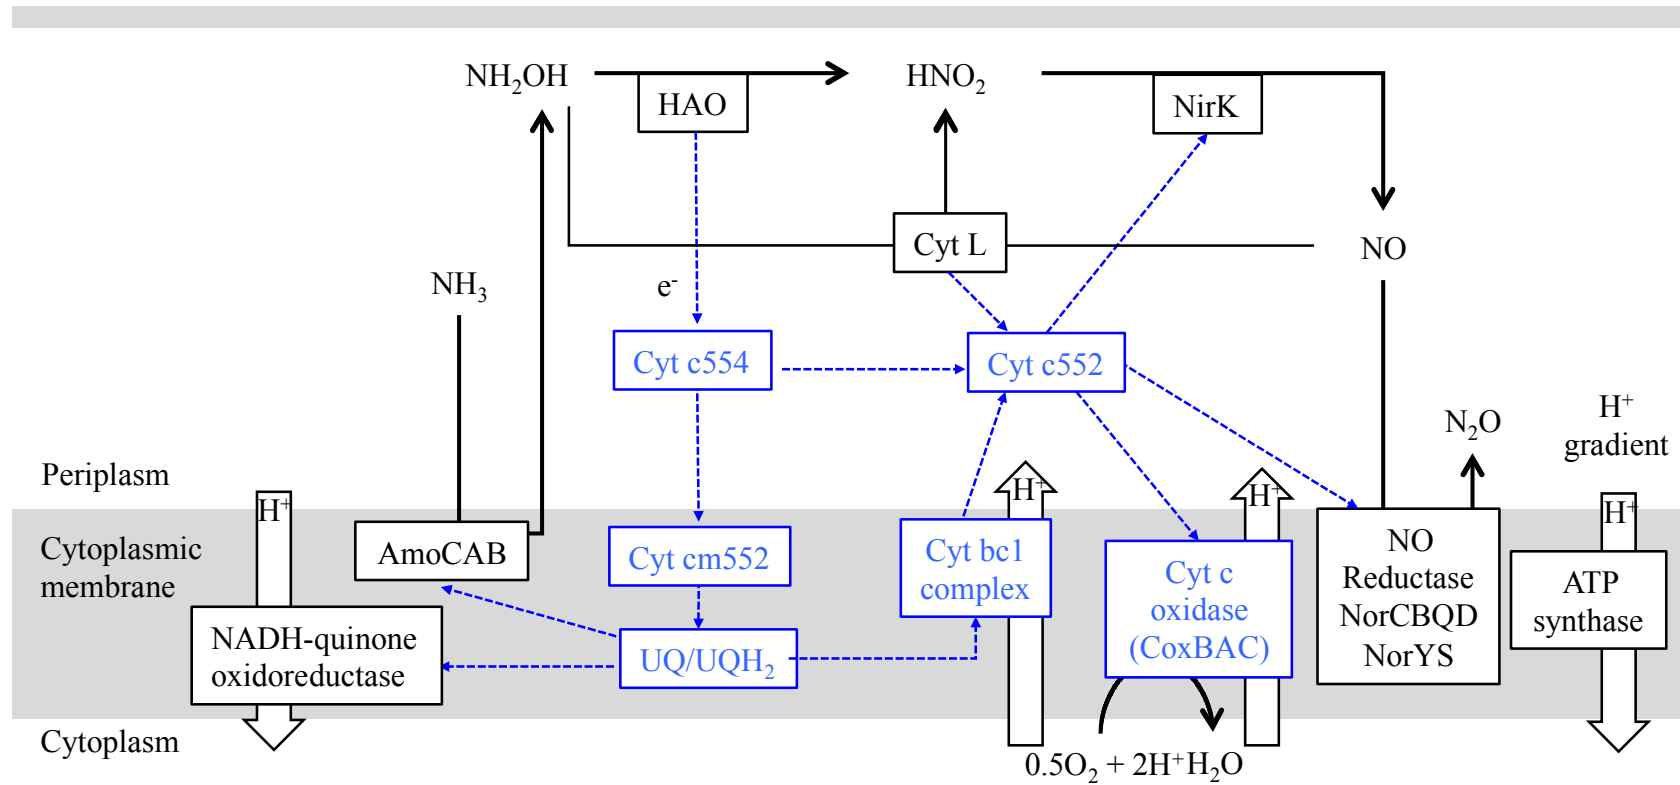 NH₂OH
HNO₂
HAO
NirK
Cyt L
NO
NH₃
e⁻
Cyt c554
Cyt c552
H⁺
gradient
N₂O
Periplasm
H⁺
H⁺
H⁺
H⁺
Cytoplasmic
membrane
AmoCAB
Cyt cm552
Cyt bc1
complex
Cyt c
oxidase
(CoxBAC)
NO
Reductase
NorCBQD
NorYS
ATP
synthase
NADH-quinone
oxidoreductase
UQ/UQH₂
Cytoplasm
0.5O₂ + 2H⁺
H₂O